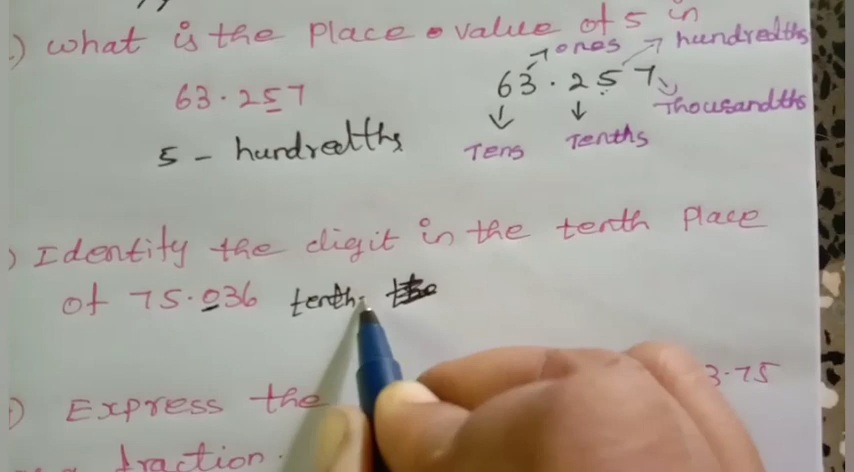 ) What is the place value of 5 in
ones hundredths
63.257
63.257
Thousandths
5 - hundredths
Tens Tenths
) Identify the digit in the tenth place
of 75.036 tenths
) Express the 3.75
fraction.